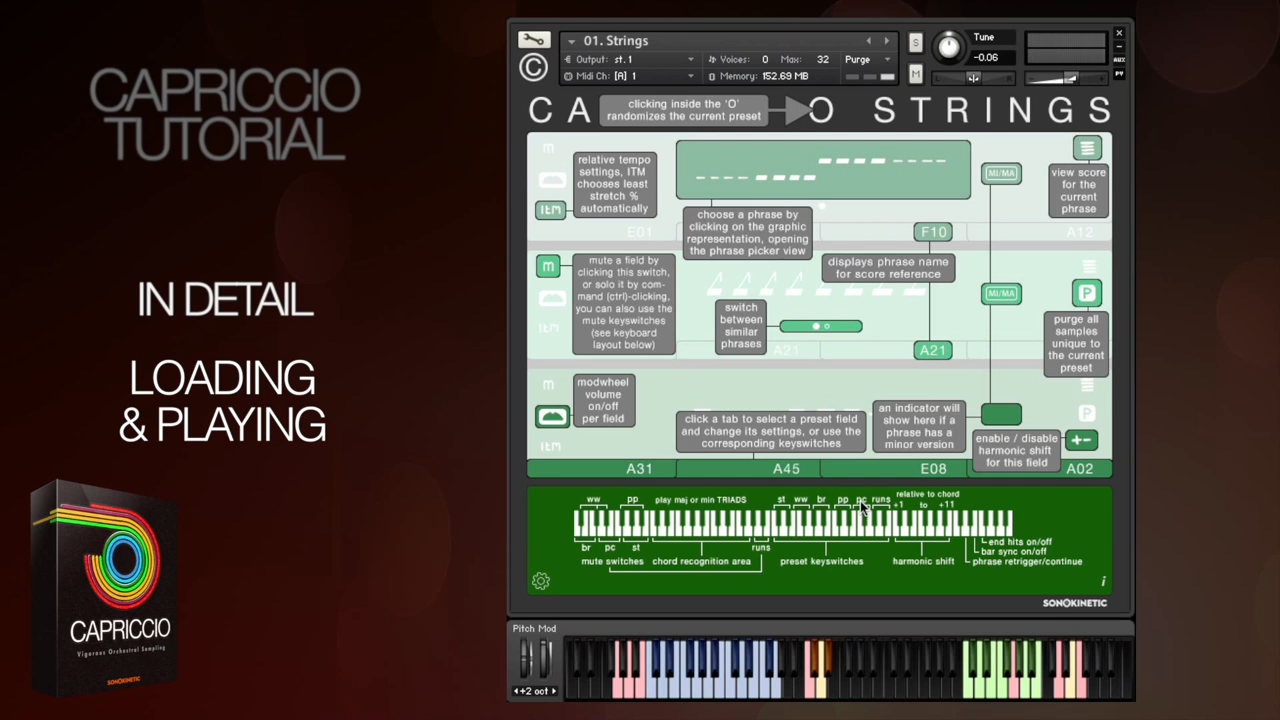 CAPRICCIO
TUTORIAL
IN DETAIL
LOADING
& PLAYING
CAPRICCIO
Vigorous Orchestral Sampling
SONOKINETIC
01. Strings
Output: st. 1
Voices: 0 Max: 32 Purge
Midi Ch: [A] 1
Memory: 152.69 MB
S
M
Tune
-0.06
AUX
PV
C A
O STRINGS
clicking inside the 'O'
randomizes the current preset
m
relative tempo
settings, ITM
chooses least
stretch %
automatically
ITM
MI/MA
view score
for the
current
phrase
choose a phrase by
clicking on the graphic
representation, opening
the phrase picker view
E01
F10
A12
m
mute a field by
clicking this switch,
or solo it by com-
mand (ctrl)-clicking,
you can also use the
mute keyswitches
(see keyboard
layout below)
ITM
displays phrase name
for score reference
switch
between
similar
phrases
MI/MA
P
purge all
samples
unique to
the current
preset
A21
A21
m
modwheel
volume
on/off
per field
ITM
click a tab to select a preset field
and change its settings, or use the
corresponding keyswitches
an indicator will
show here if a
phrase has a
minor version
P
+-
enable / disable
harmonic shift
for this field
A31
A45
E08
A02
ww
pp
play maj or min TRIADS
st ww br pp pc runs
relative to chord
+1 to +11
br pc st
runs
mute switches
chord recognition area
preset keyswitches
harmonic shift
end hits on/off
bar sync on/off
phrase retrigger/continue
i
SONOKINETIC
Pitch Mod
+2 oct